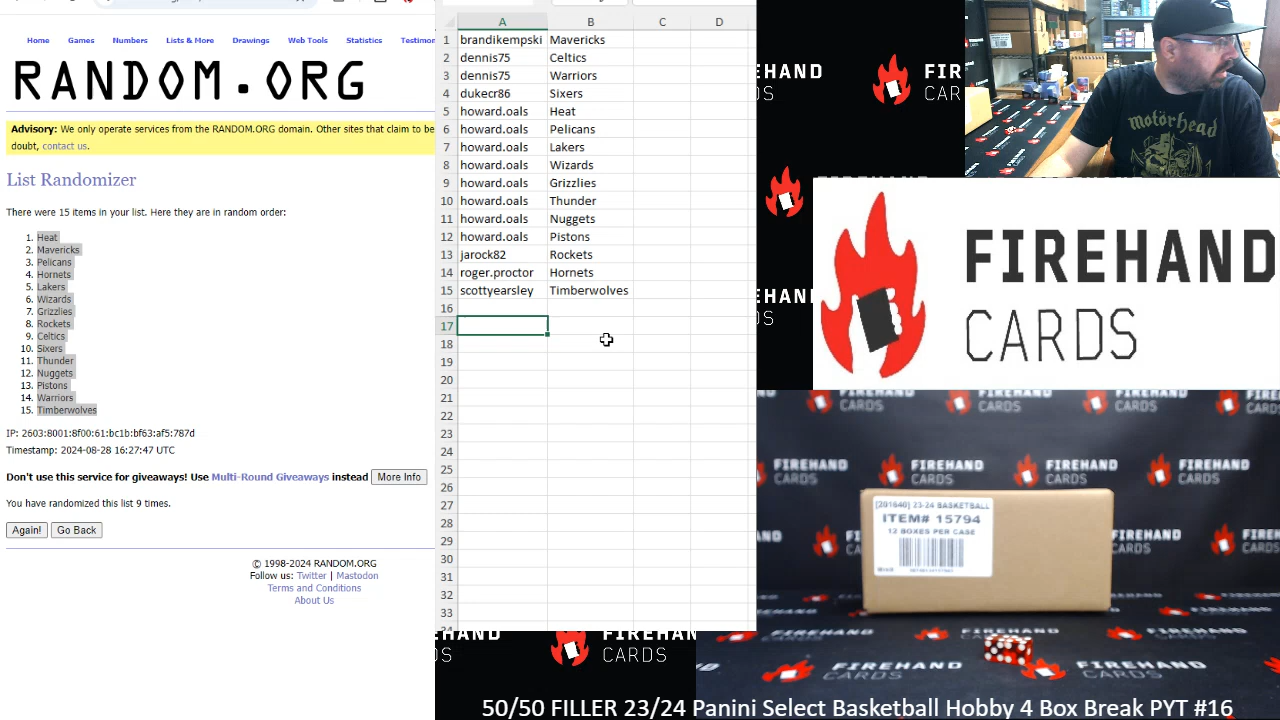 Home Games Numbers Lists & More Drawings Web Tools Statistics Testimor
RANDOM.ORG
Advisory: We only operate services from the RANDOM.ORG domain. Other sites that claim to be
doubt, contact us.
List Randomizer
There were 15 items in your list. Here they are in random order:
1. Heat
2. Mavericks
3. Pelicans
4. Hornets
5. Lakers
6. Wizards
7. Grizzlies
8. Rockets
9. Celtics
10. Sixers
11. Thunder
12. Nuggets
13. Pistons
14. Warriors
15. Timberwolves
IP: 2603:8001:8f00:61:bc1b:bf63:af5:787d
Timestamp: 2024-08-28 16:27:47 UTC
Don't use this service for giveaways! Use Multi-Round Giveaways instead More Info
You have randomized this list 9 times.
Again! Go Back
© 1998-2024 RANDOM.ORG
Follow us: Twitter | Mastodon
Terms and Conditions
About Us
A B C D
1 brandikempski Mavericks
2 dennis75 Celtics
3 dennis75 Warriors
4 dukecr86 Sixers
5 howard.oals Heat
6 howard.oals Pelicans
7 howard.oals Lakers
8 howard.oals Wizards
9 howard.oals Grizzlies
10 howard.oals Thunder
11 howard.oals Nuggets
12 howard.oals Pistons
13 jarock82 Rockets
14 roger.proctor Hornets
15 scottyearsley Timberwolves
16
17
18
19
20
21
22
23
24
25
26
27
28
29
30
31
32
33
motörhead
FIREHAND
CARDS
[201640] 23-24 BASKETBALL
ITEM# 15794
12 BOXES PER CASE
FIREHAND
CARDS
50/50 FILLER 23/24 Panini Select Basketball Hobby 4 Box Break PYT #16